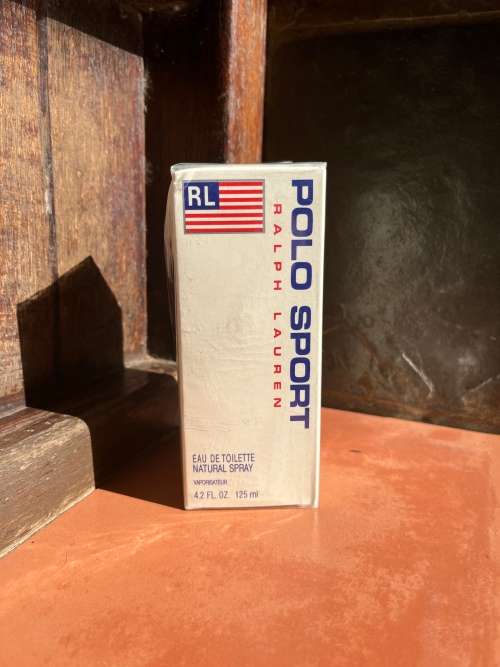 RL
POLO SPORT
RALPH LAUREN
EAU DE TOILETTE
NATURAL SPRAY
VAPORISATEUR
4.2 FL. OZ. 125 ml